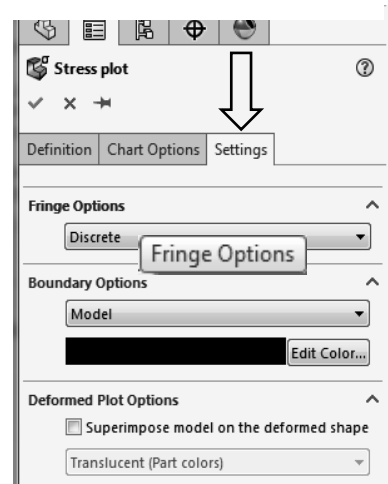 Stress plot
Definition Chart Options Settings
Fringe Options
Discrete
Fringe Options
Boundary Options
Model
Edit Color...
Deformed Plot Options
Superimpose model on the deformed shape
Translucent (Part colors)